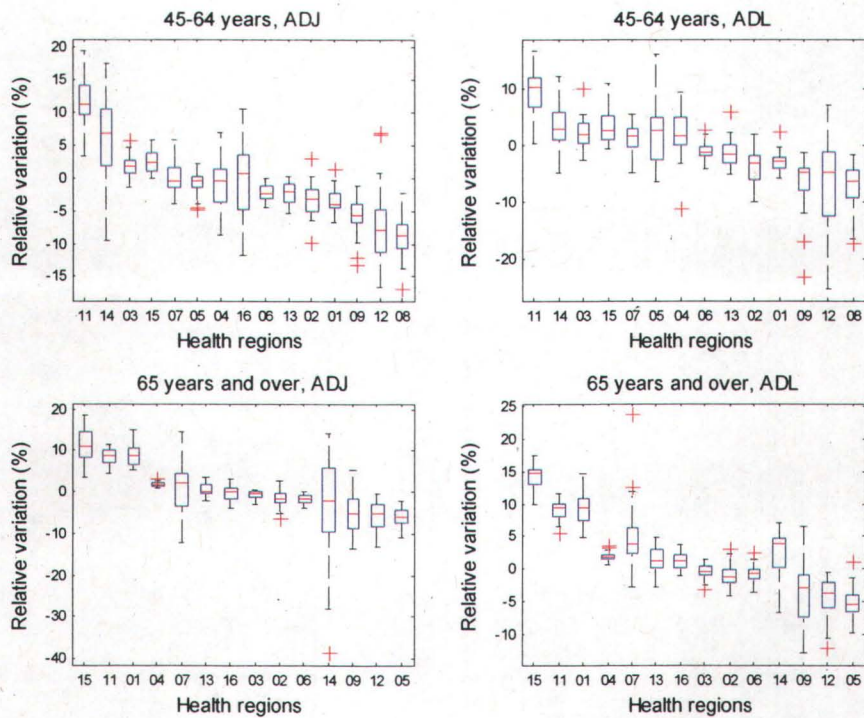 45-64 years, ADJ
Relative variation (%)
20
15
10
5
0
-5
-10
-15
11 14 03 15 07 05 04 16 06 13 02 01 09 12 08
Health regions
45-64 years, ADL
Relative variation (%)
10
0
-10
-20
11 14 03 15 07 05 04 06 13 02 01 09 12 08
Health regions
65 years and over, ADJ
Relative variation (%)
20
10
0
-10
-20
-30
-40
15 11 01 04 07 13 16 03 02 06 14 09 12 05
Health regions
65 years and over, ADL
Relative variation (%)
25
20
15
10
5
0
-5
-10
15 11 01 04 07 13 16 03 02 06 14 09 12 05
Health regions